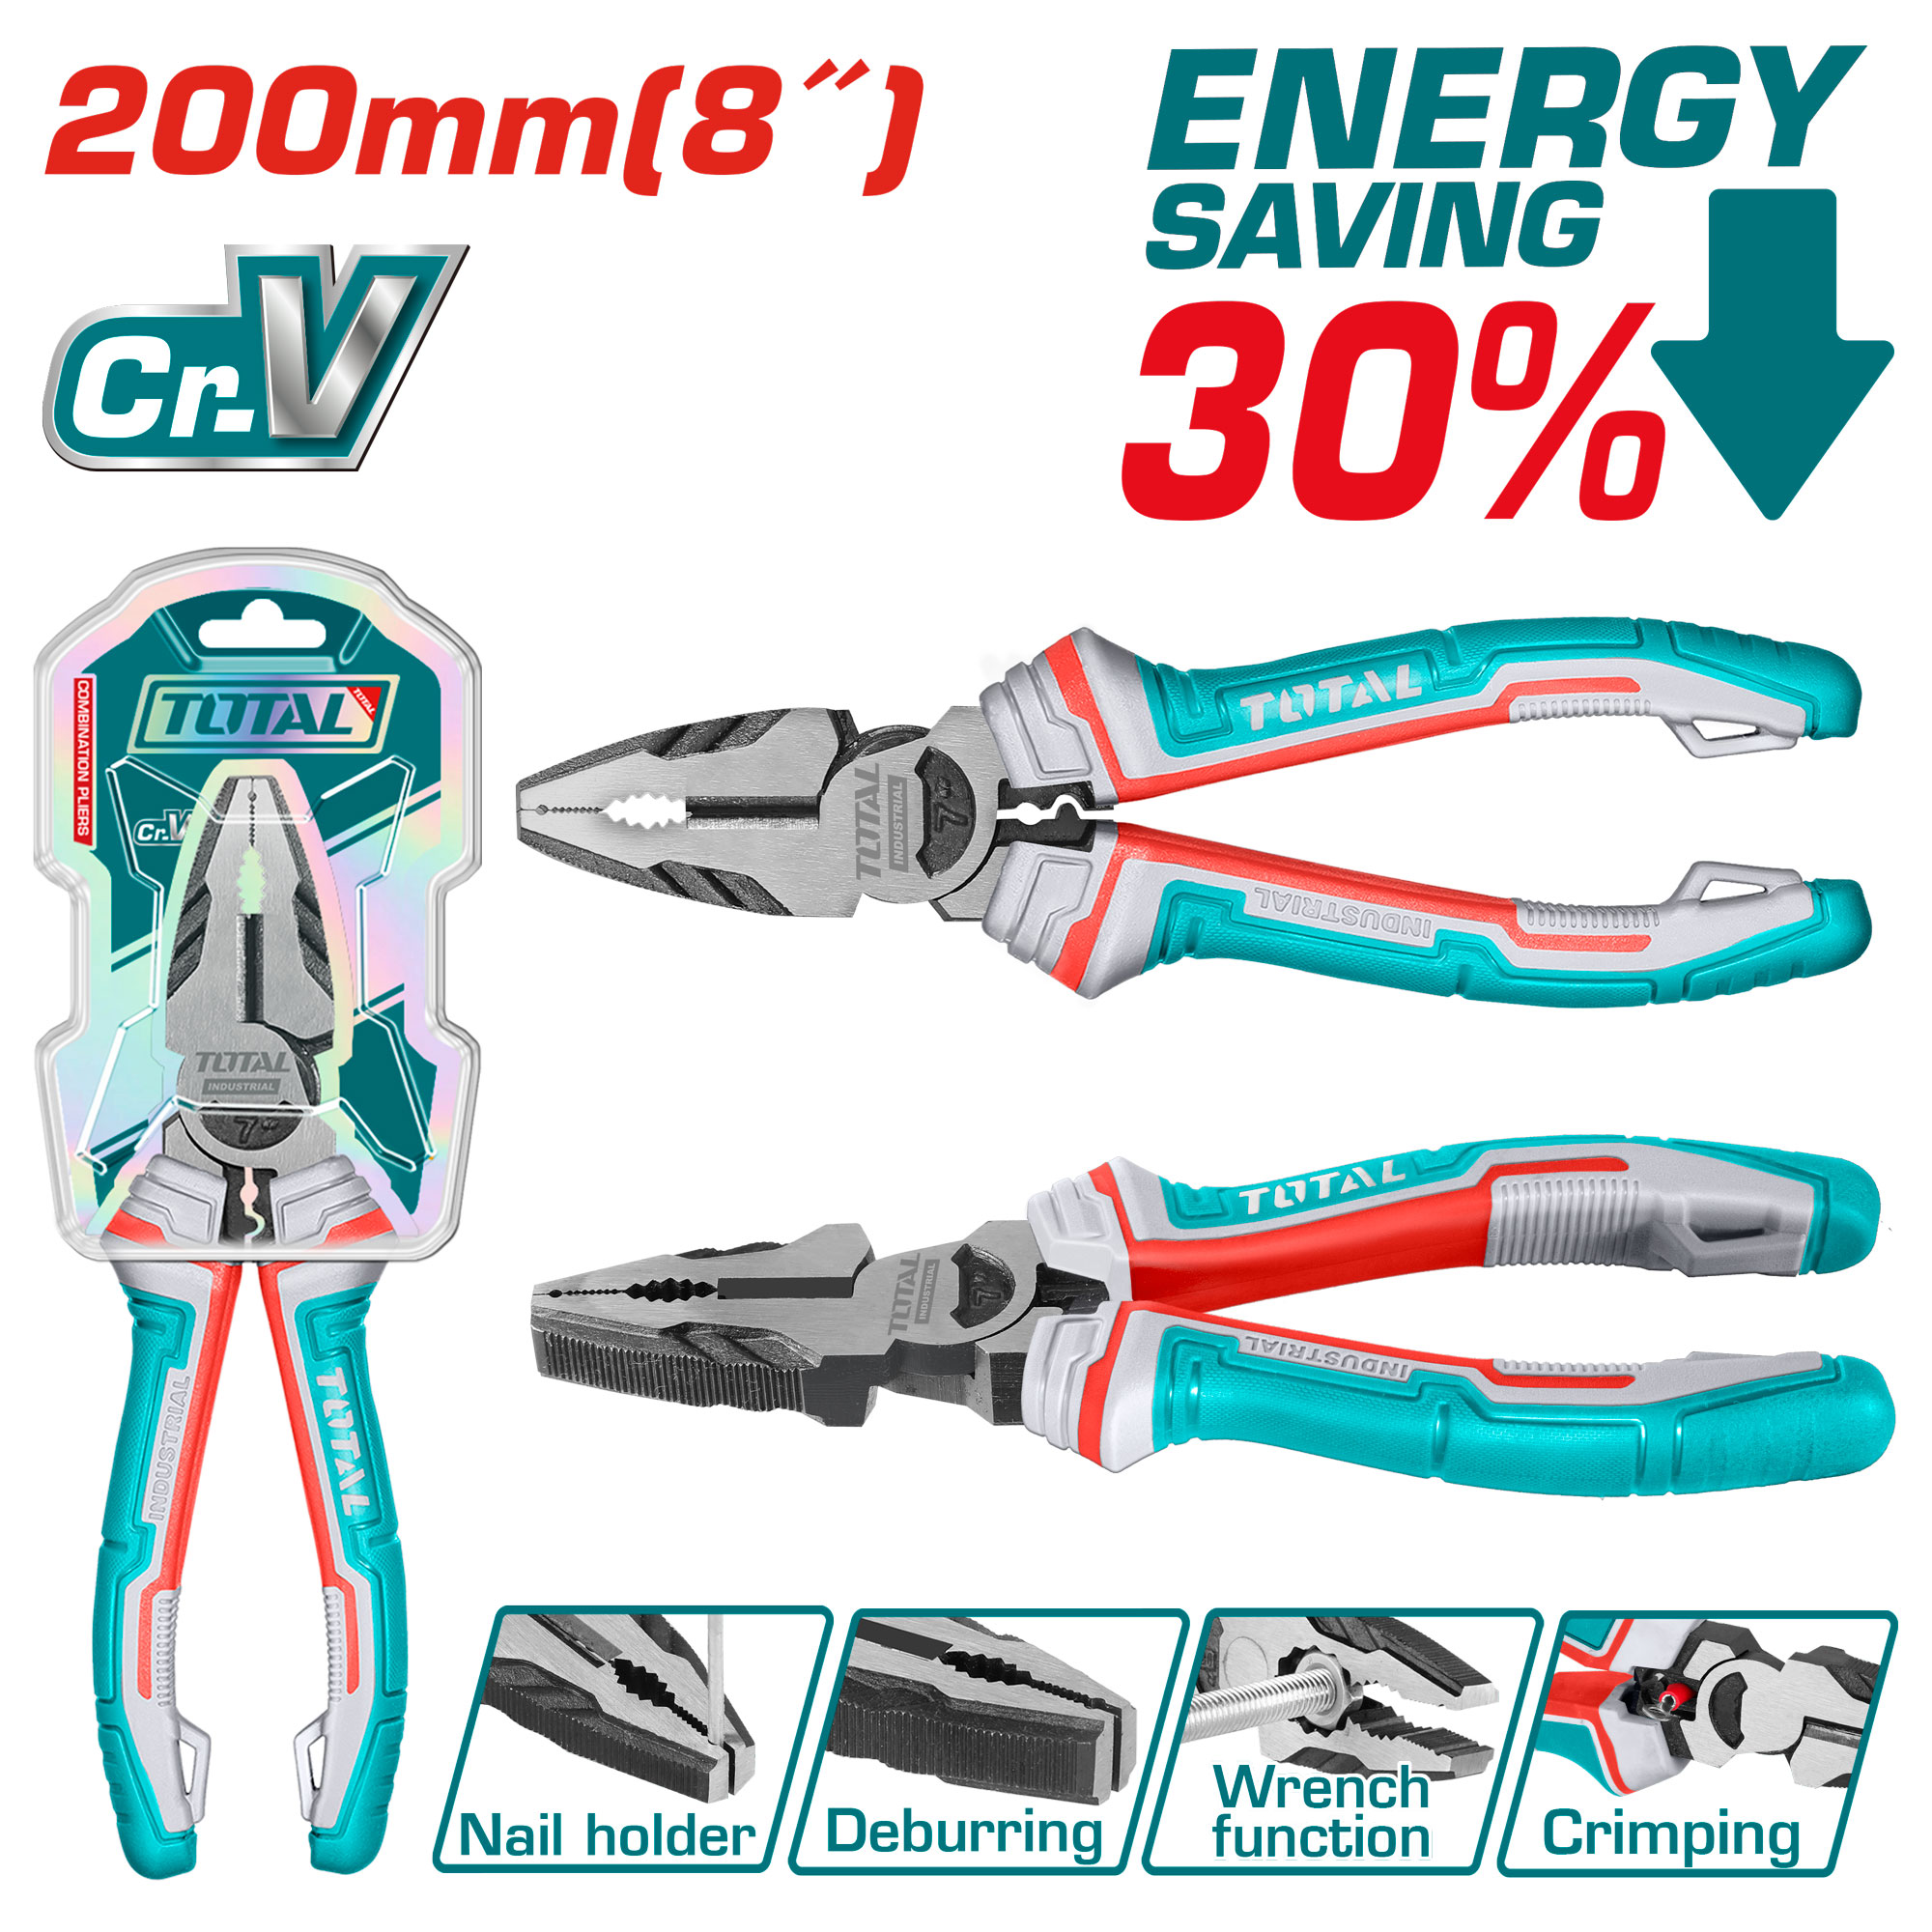 200mm(8")
ENERGY
SAVING
30%
Cr.V
TOTAL
TOTAL
COMBINATION PLIERS
Cr.V
TOTAL
INDUSTRIAL
7"
INDUSTRIAL
TOTAL
TOTAL
INDUSTRIAL
7"
TOTAL
INDUSTRIAL
TOTAL
INDUSTRIAL
7"
TOTAL
INDUSTRIAL
Nail holder
Deburring
Wrench
function
Crimping